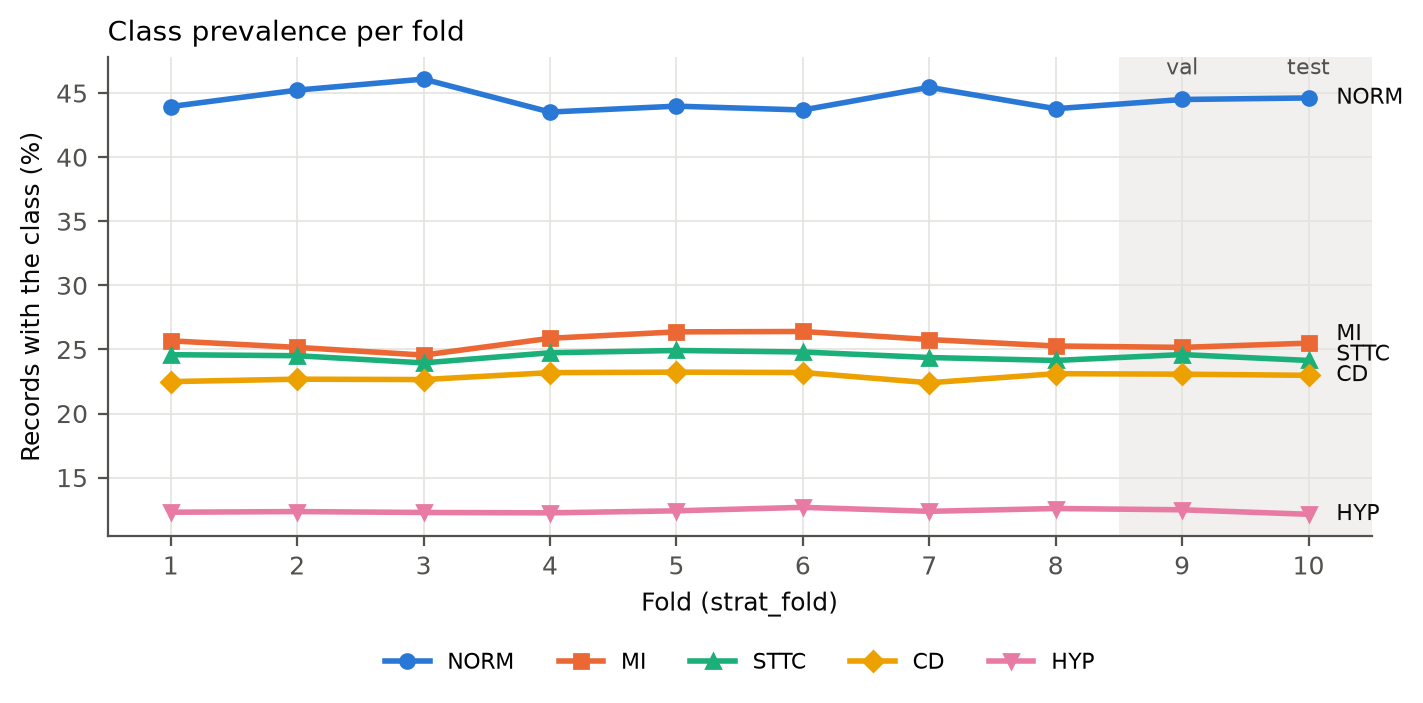 Class prevalence per fold
val
test
Records with the class (%)
45
40
35
30
25
20
15
NORM
MI
STTC
CD
HYP
1 2 3 4 5 6 7 8 9 10
Fold (strat_fold)
NORM MI STTC CD HYP